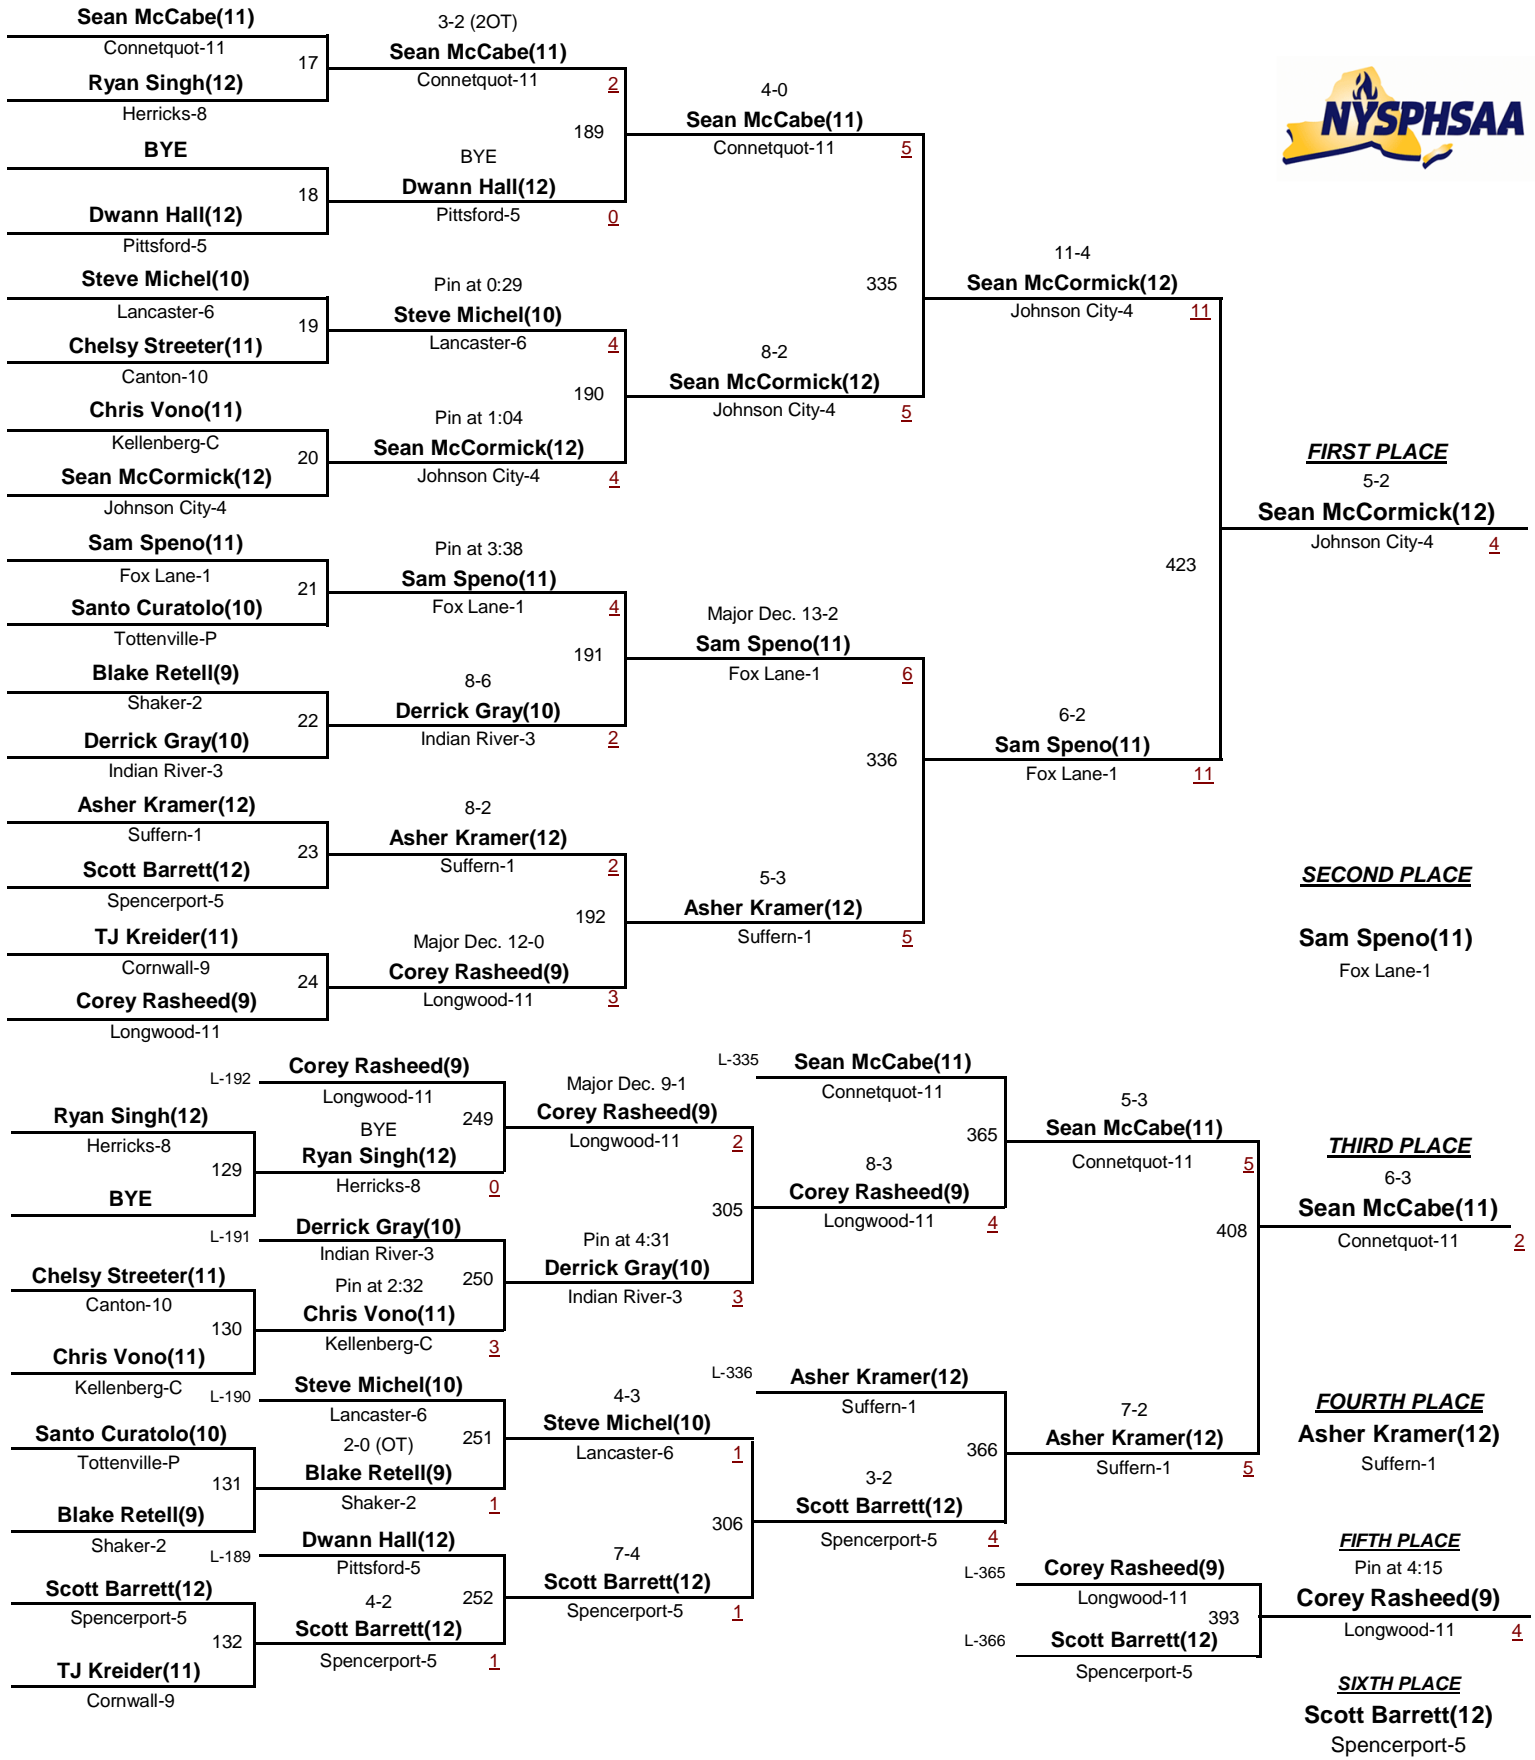 Sean McCabe(11)
Connetquot-11
17
Ryan Singh(12)
Herricks-8
BYE
18
Dwann Hall(12)
Pittsford-5
Steve Michel(10)
Lancaster-6
19
Chelsy Streeter(11)
Canton-10
Chris Vono(11)
Kellenberg-C
20
Sean McCormick(12)
Johnson City-4
Sam Speno(11)
Fox Lane-1
21
Santo Curatolo(10)
Tottenville-P
Blake Retell(9)
Shaker-2
22
Derrick Gray(10)
Indian River-3
Asher Kramer(12)
Suffern-1
23
Scott Barrett(12)
Spencerport-5
TJ Kreider(11)
Cornwall-9
24
Corey Rasheed(9)
Longwood-11
3-2 (2OT)
Sean McCabe(11)
Connetquot-11
2
189
BYE
Dwann Hall(12)
Pittsford-5
0
Pin at 0:29
Steve Michel(10)
Lancaster-6
4
190
Pin at 1:04
Sean McCormick(12)
Johnson City-4
4
Pin at 3:38
Sam Speno(11)
Fox Lane-1
4
191
8-6
Derrick Gray(10)
Indian River-3
2
8-2
Asher Kramer(12)
Suffern-1
2
192
Major Dec. 12-0
Corey Rasheed(9)
Longwood-11
3
4-0
Sean McCabe(11)
Connetquot-11
5
335
8-2
Sean McCormick(12)
Johnson City-4
5
Major Dec. 13-2
Sam Speno(11)
Fox Lane-1
6
336
5-3
Asher Kramer(12)
Suffern-1
5
11-4
Sean McCormick(12)
Johnson City-4
11
423
6-2
Sam Speno(11)
Fox Lane-1
11
NYSPHSAA
FIRST PLACE
5-2
Sean McCormick(12)
Johnson City-4
4
SECOND PLACE
Sam Speno(11)
Fox Lane-1
L-192
Ryan Singh(12)
Herricks-8
129
BYE
L-191
Chelsy Streeter(11)
Canton-10
130
Chris Vono(11)
Kellenberg-C
L-190
Santo Curatolo(10)
Tottenville-P
131
Blake Retell(9)
Shaker-2
L-189
Scott Barrett(12)
Spencerport-5
132
TJ Kreider(11)
Cornwall-9
Corey Rasheed(9)
Longwood-11
249
BYE
Ryan Singh(12)
Herricks-8
0
Derrick Gray(10)
Indian River-3
250
Pin at 2:32
Chris Vono(11)
Kellenberg-C
3
Steve Michel(10)
Lancaster-6
251
2-0 (OT)
Blake Retell(9)
Shaker-2
1
Dwann Hall(12)
Pittsford-5
252
4-2
Scott Barrett(12)
Spencerport-5
1
Major Dec. 9-1
Corey Rasheed(9)
Longwood-11
2
305
Pin at 4:31
Derrick Gray(10)
Indian River-3
3
4-3
Steve Michel(10)
Lancaster-6
1
306
7-4
Scott Barrett(12)
Spencerport-5
1
L-335
Sean McCabe(11)
Connetquot-11
365
8-3
Corey Rasheed(9)
Longwood-11
4
L-336
Asher Kramer(12)
Suffern-1
366
3-2
Scott Barrett(12)
Spencerport-5
4
5-3
Sean McCabe(11)
Connetquot-11
5
408
7-2
Asher Kramer(12)
Suffern-1
5
L-365
Corey Rasheed(9)
Longwood-11
393
L-366
Scott Barrett(12)
Spencerport-5
THIRD PLACE
6-3
Sean McCabe(11)
Connetquot-11
2
FOURTH PLACE
Asher Kramer(12)
Suffern-1
FIFTH PLACE
Pin at 4:15
Corey Rasheed(9)
Longwood-11
4
SIXTH PLACE
Scott Barrett(12)
Spencerport-5